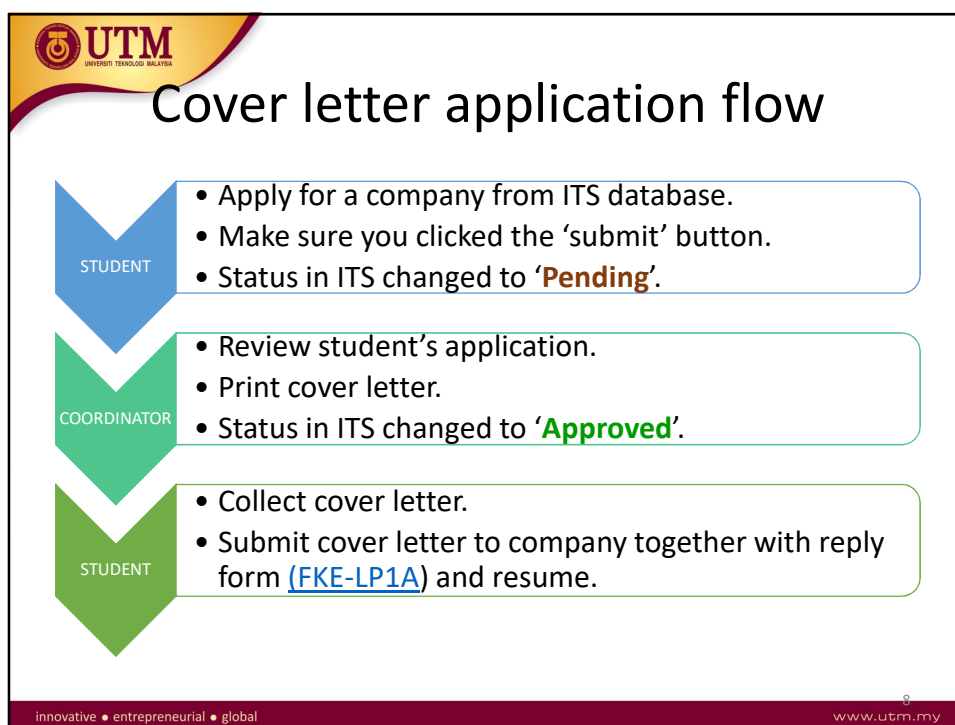 UTM
UNIVERSITI TEKNOLOGI MALAYSIA
Cover letter application flow
STUDENT
• Apply for a company from ITS database.
• Make sure you clicked the ‘submit’ button.
• Status in ITS changed to ‘Pending’.
COORDINATOR
• Review student’s application.
• Print cover letter.
• Status in ITS changed to ‘Approved’.
STUDENT
• Collect cover letter.
• Submit cover letter to company together with reply
form (FKE-LP1A) and resume.
8
innovative ● entrepreneurial ● global
www.utm.my